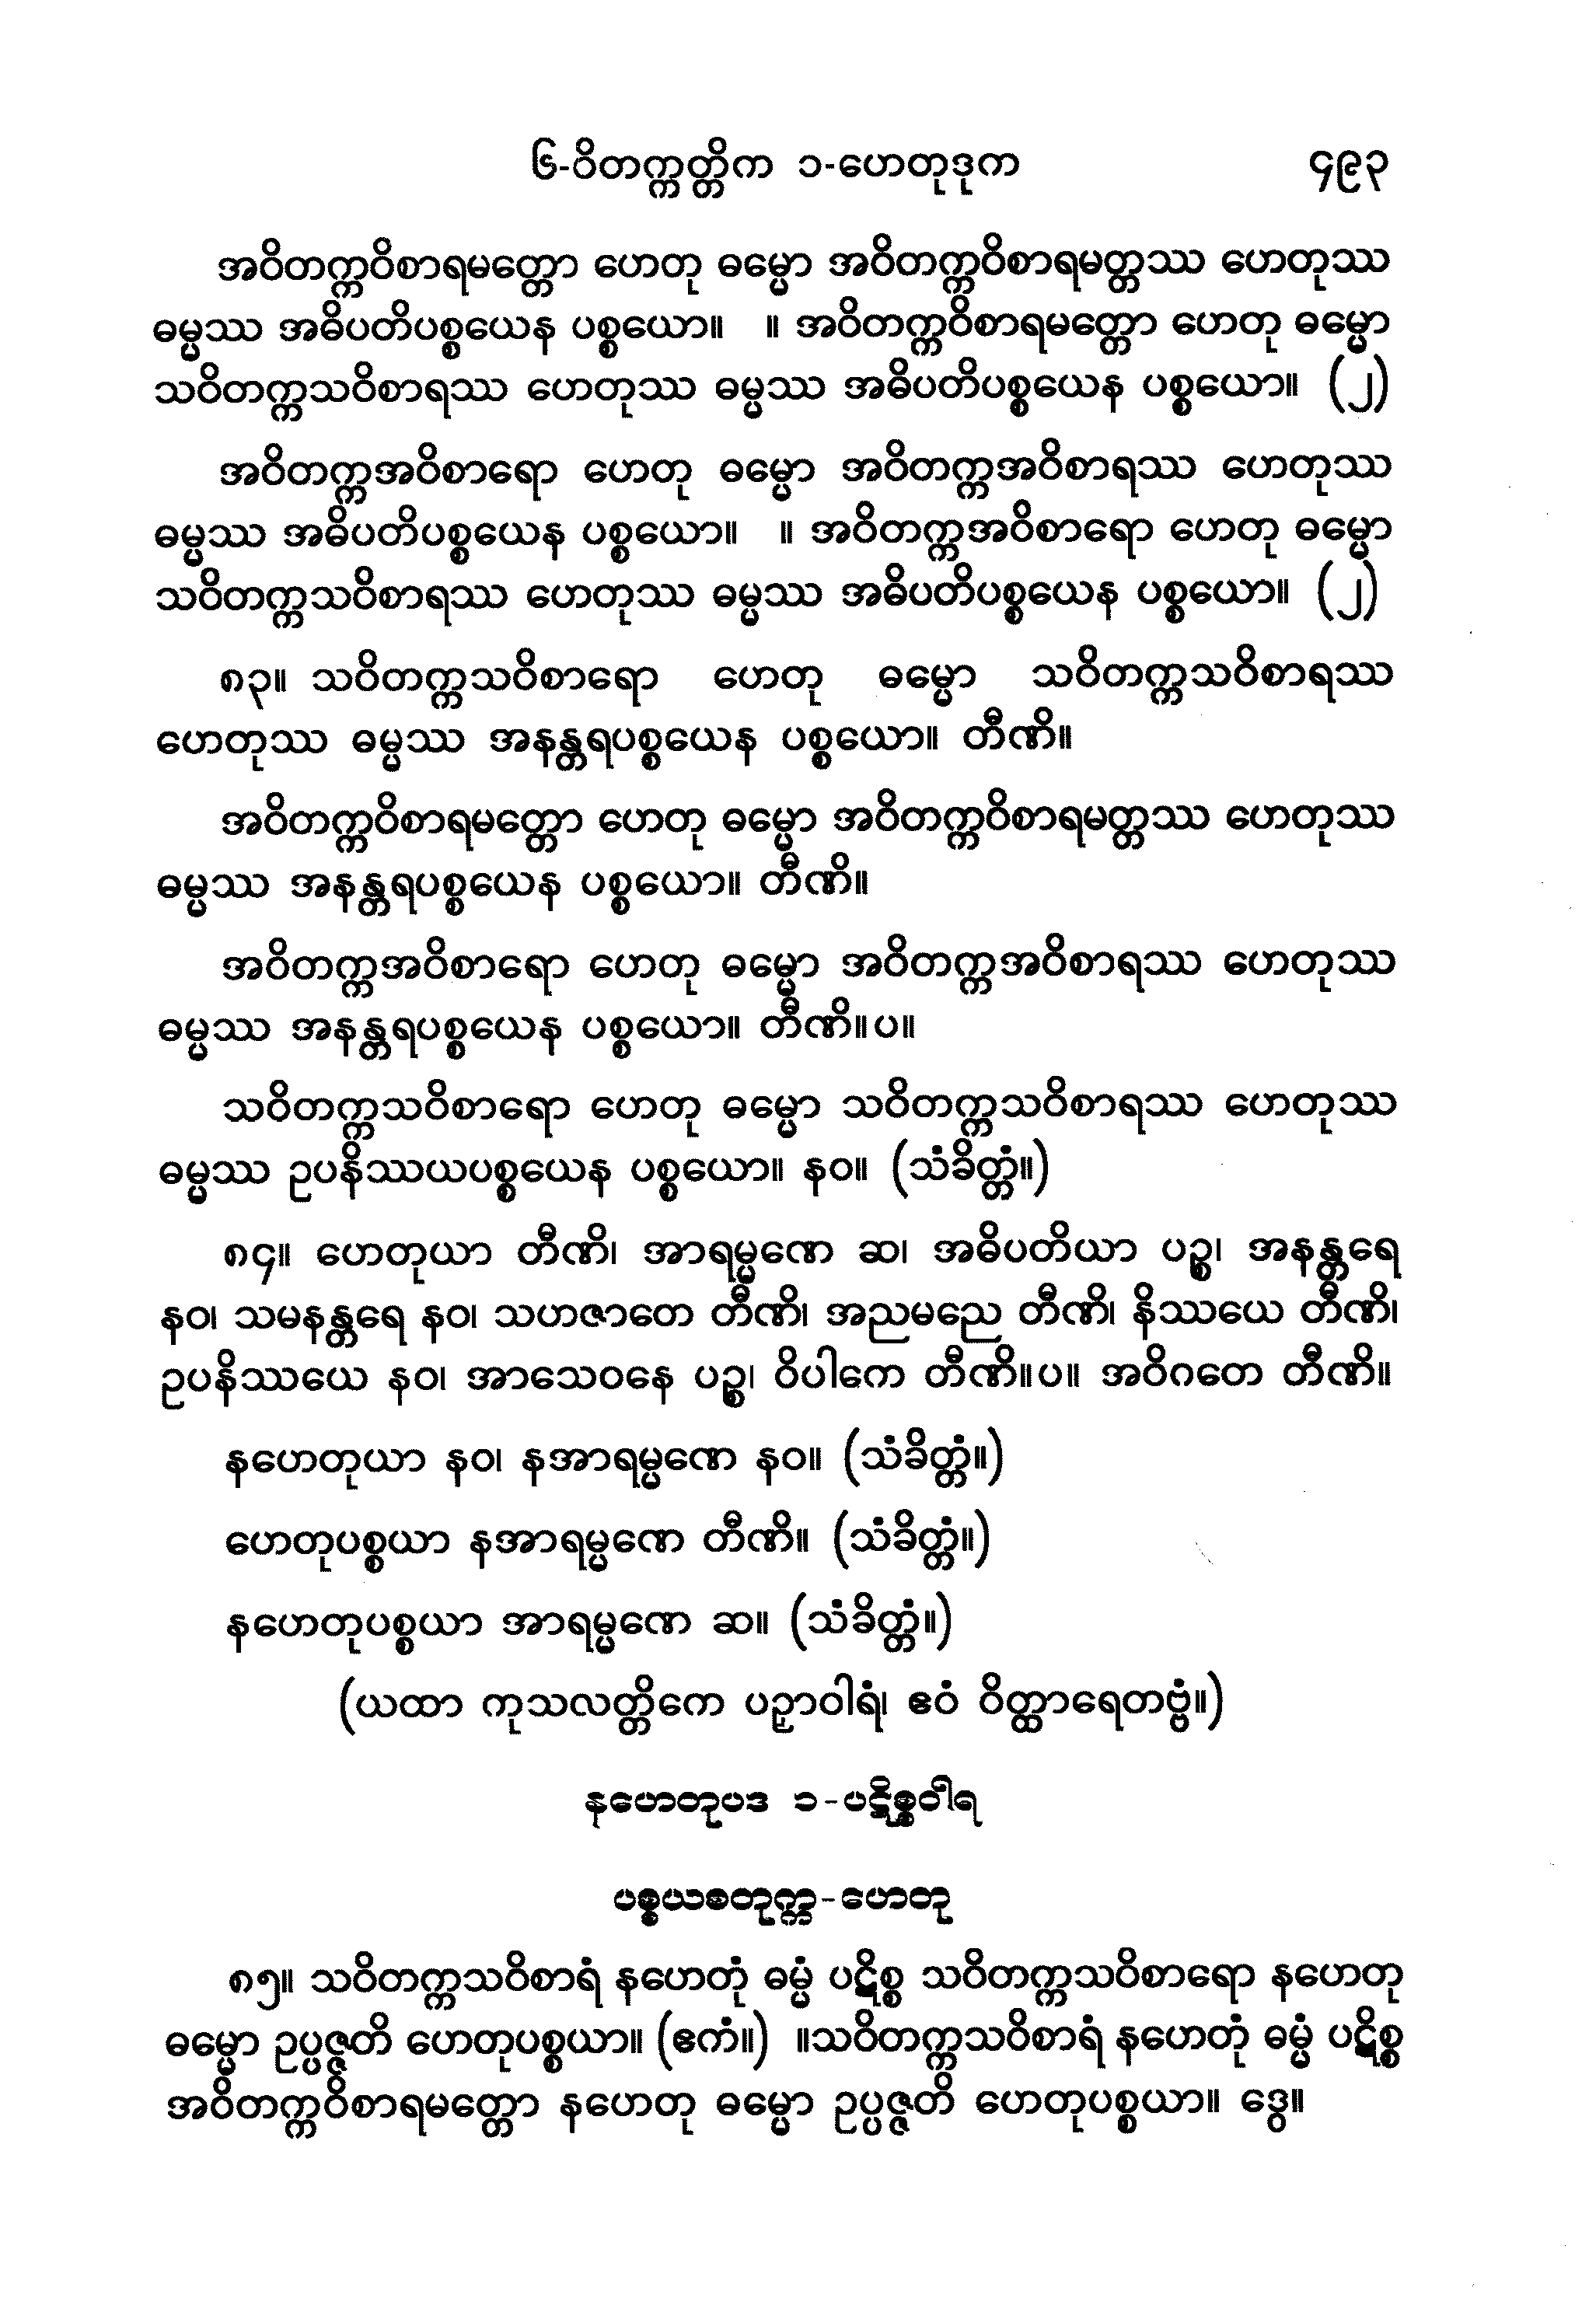 ၆-ဝိတက္ကတ္တိက ၁-ဟေတုဒုက ၄၉၃
အဝိတက္ကဝိစာရမတ္တော ဟေတု ဓမ္မော အဝိတက္ကဝိစာရမတ္တဿ ဟေတုဿ
ဓမ္မဿ အဓိပတိပစ္စယေန ပစ္စယော။ ။ အဝိတက္ကဝိစာရမတ္တော ဟေတု ဓမ္မော
သဝိတက္ကသဝိစာရဿ ဟေတုဿ ဓမ္မဿ အဓိပတိပစ္စယေန ပစ္စယော။ (၂)
အဝိတက္ကအဝိစာရော ဟေတု ဓမ္မော အဝိတက္ကအဝိစာရဿ ဟေတုဿ
ဓမ္မဿ အဓိပတိပစ္စယေန ပစ္စယော။ ။ အဝိတက္ကအဝိစာရော ဟေတု ဓမ္မော
သဝိတက္ကသဝိစာရဿ ဟေတုဿ ဓမ္မဿ အဓိပတိပစ္စယေန ပစ္စယော။ (၂)
၈၃။ သဝိတက္ကသဝိစာရော ဟေတု ဓမ္မော သဝိတက္ကသဝိစာရဿ
ဟေတုဿ ဓမ္မဿ အနန္တရပစ္စယေန ပစ္စယော။ တီဏိ။
အဝိတက္ကဝိစာရမတ္တော ဟေတု ဓမ္မော အဝိတက္ကဝိစာရမတ္တဿ ဟေတုဿ
ဓမ္မဿ အနန္တရပစ္စယေန ပစ္စယော။ တီဏိ။
အဝိတက္ကအဝိစာရော ဟေတု ဓမ္မော အဝိတက္ကအဝိစာရဿ ဟေတုဿ
ဓမ္မဿ အနန္တရပစ္စယေန ပစ္စယော။ တီဏိ။ပ။
သဝိတက္ကသဝိစာရော ဟေတု ဓမ္မော သဝိတက္ကသဝိစာရဿ ဟေတုဿ
ဓမ္မဿ ဥပနိဿယပစ္စယေန ပစ္စယော။ နဝ။ (သံခိတ္တံ။)
၈၄။ ဟေတုယာ တီဏိ၊ အာရမ္မဏေ ဆ၊ အဓိပတိယာ ပဉ္စ၊ အနန္တရေ
နဝ၊ သမနန္တရေ နဝ၊ သဟဇာတေ တီဏိ၊ အညမညေ တီဏိ၊ နိဿယေ တီဏိ၊
ဥပနိဿယေ နဝ၊ အာသေဝနေ ပဉ္စ၊ ဝိပါကေ တီဏိ။ပ။ အဝိဂတေ တီဏိ။
နဟေတုယာ နဝ၊ နအာရမ္မဏေ နဝ။ (သံခိတ္တံ။)
ဟေတုပစ္စယာ နအာရမ္မဏေ တီဏိ။ (သံခိတ္တံ။)
နဟေတုပစ္စယာ အာရမ္မဏေ ဆ။ (သံခိတ္တံ။)
(ယထာ ကုသလတ္တိကေ ပဉှာဝါရံ၊ ဧဝံ ဝိတ္ထာရေတဗ္ဗံ။)
နဟေတုပဒ ၁-ပဋိစ္စဝါရ
ပစ္စယစတုက္က-ဟေတု
၈၅။ သဝိတက္ကသဝိစာရံ နဟေတုံ ဓမ္မံ ပဋိစ္စ သဝိတက္ကသဝိစာရော နဟေတု
ဓမ္မော ဥပ္ပဇ္ဇတိ ဟေတုပစ္စယာ။ (ဧကံ။) ။သဝိတက္ကသဝိစာရံ နဟေတုံ ဓမ္မံ ပဋိစ္စ
အဝိတက္ကဝိစာရမတ္တော နဟေတု ဓမ္မော ဥပ္ပဇ္ဇတိ ဟေတုပစ္စယာ။ ဒွေ။